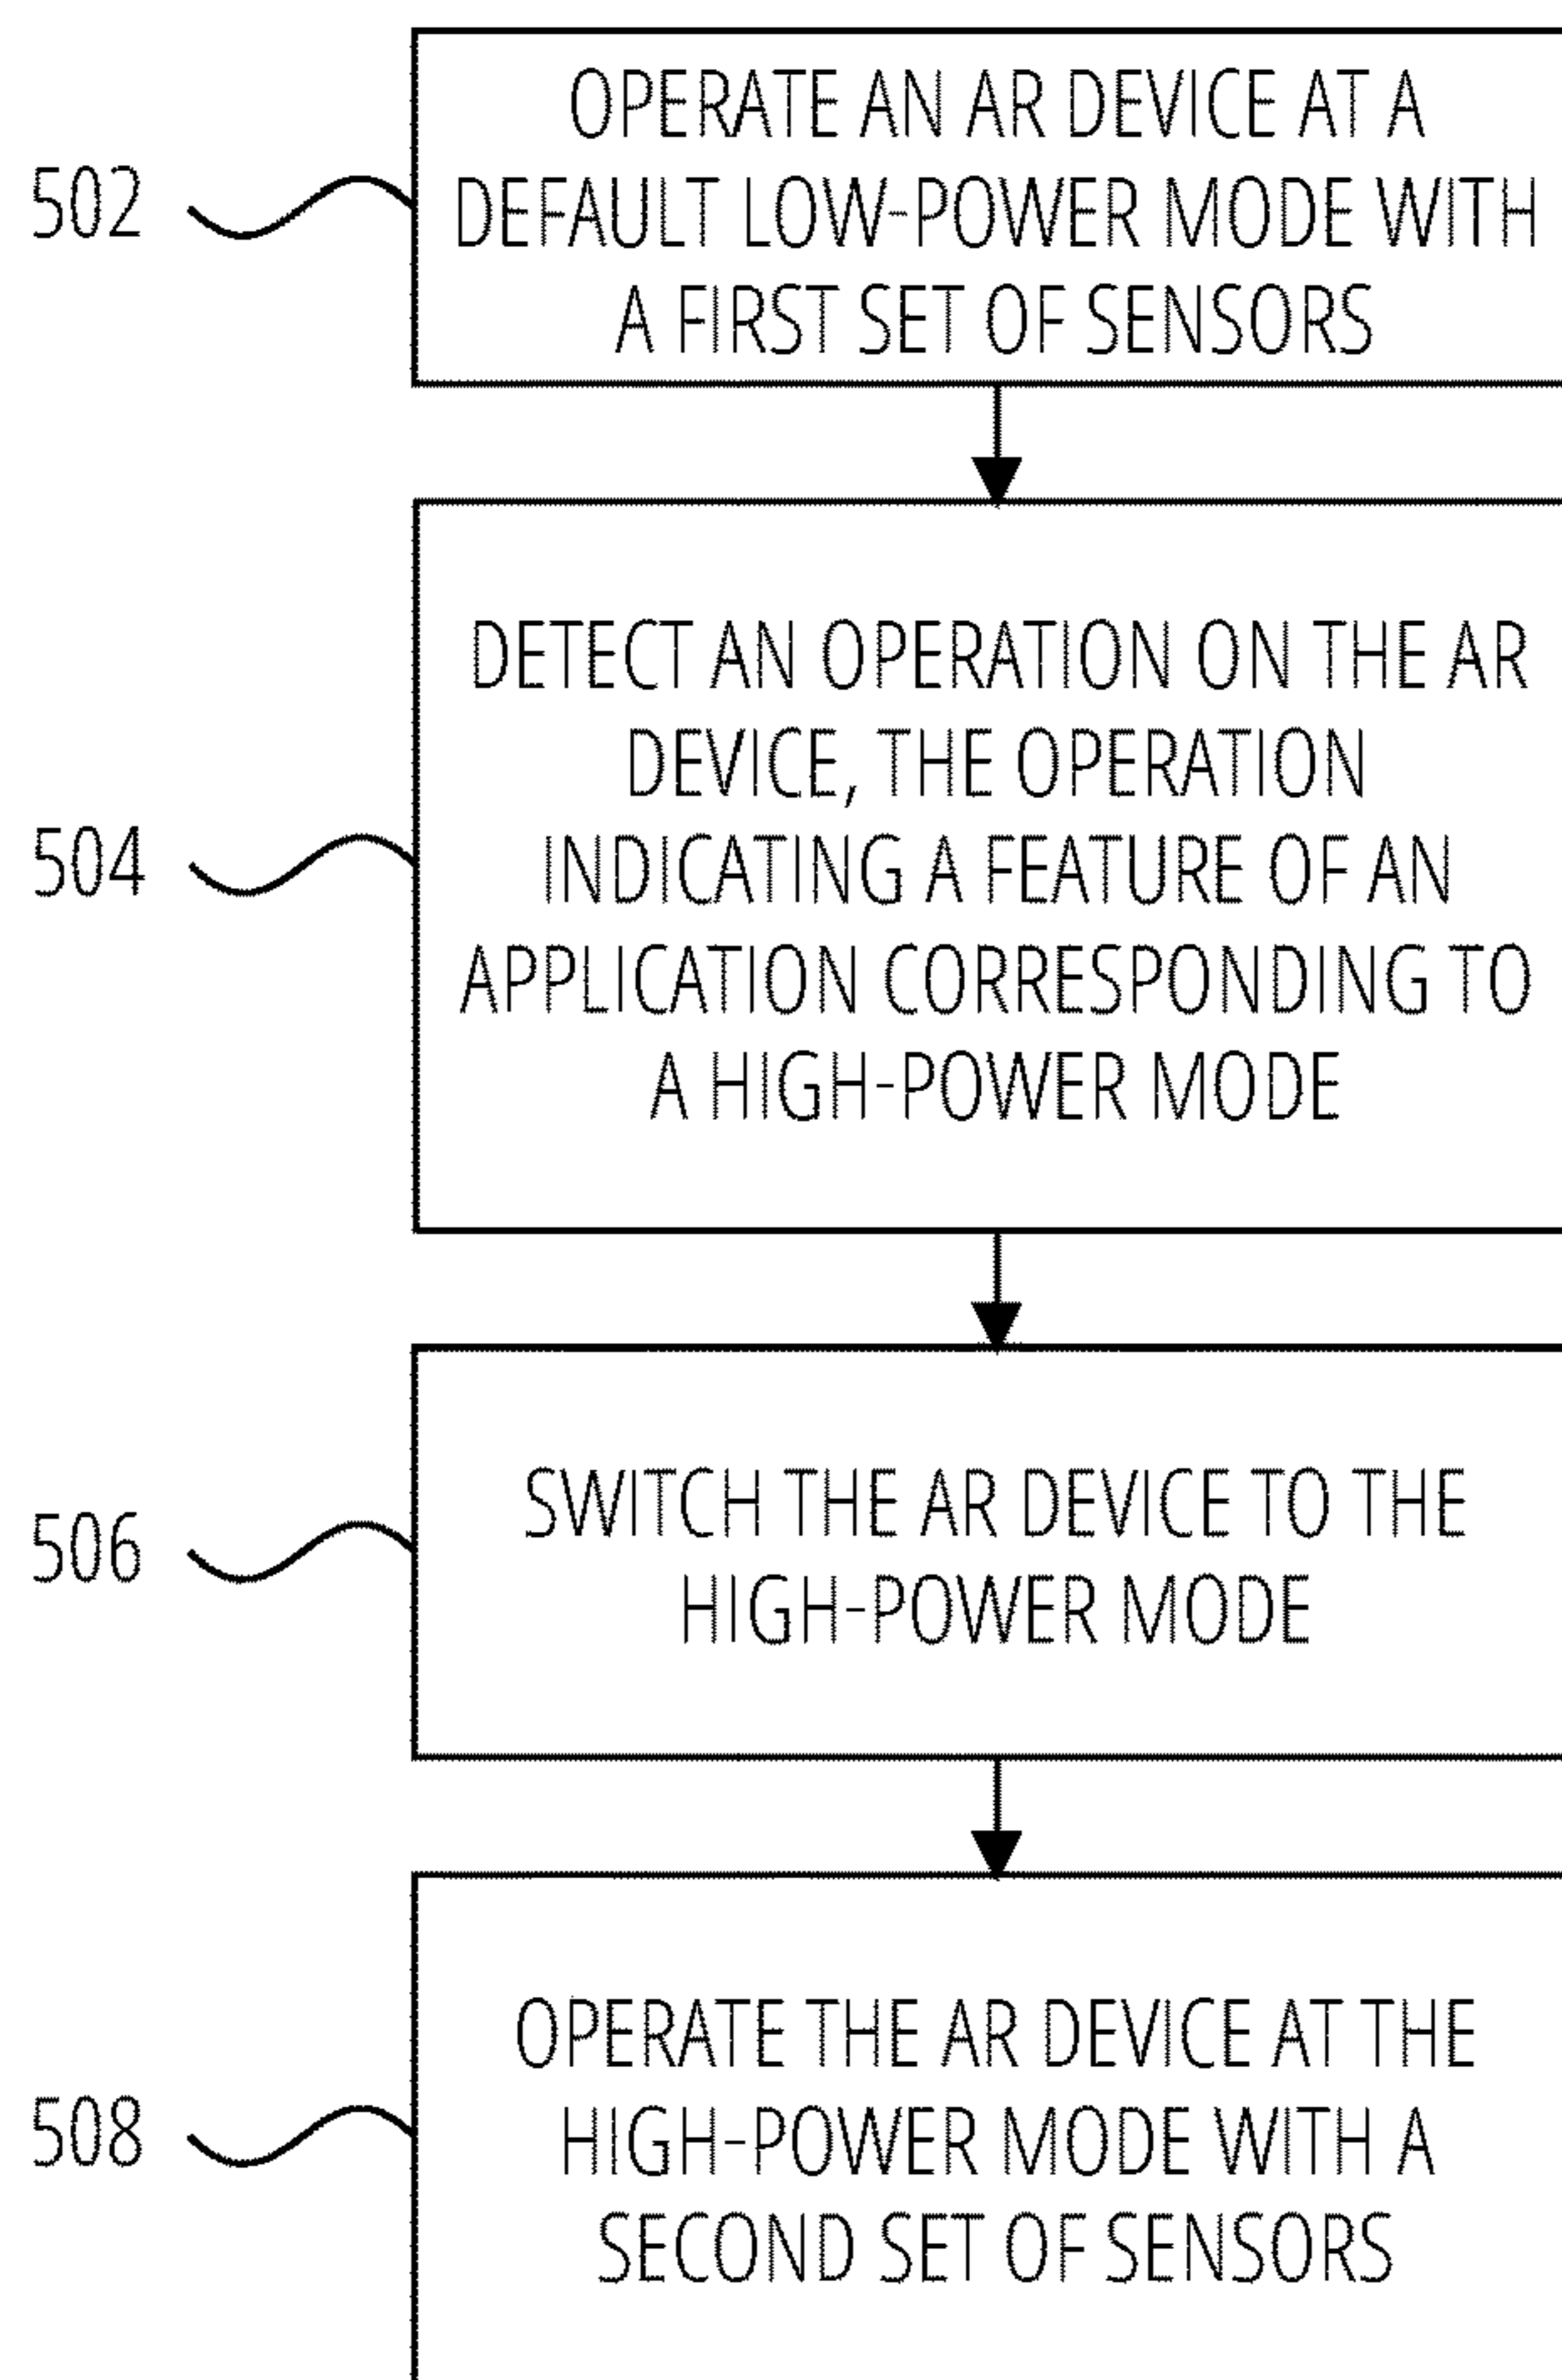 502
OPERATE AN AR DEVICE AT A
DEFAULT LOW-POWER MODE WITH
A FIRST SET OF SENSORS
504
DETECT AN OPERATION ON THE AR
DEVICE, THE OPERATION
INDICATING A FEATURE OF AN
APPLICATION CORRESPONDING TO
A HIGH-POWER MODE
506
SWITCH THE AR DEVICE TO THE
HIGH-POWER MODE
508
OPERATE THE AR DEVICE AT THE
HIGH-POWER MODE WITH A
SECOND SET OF SENSORS